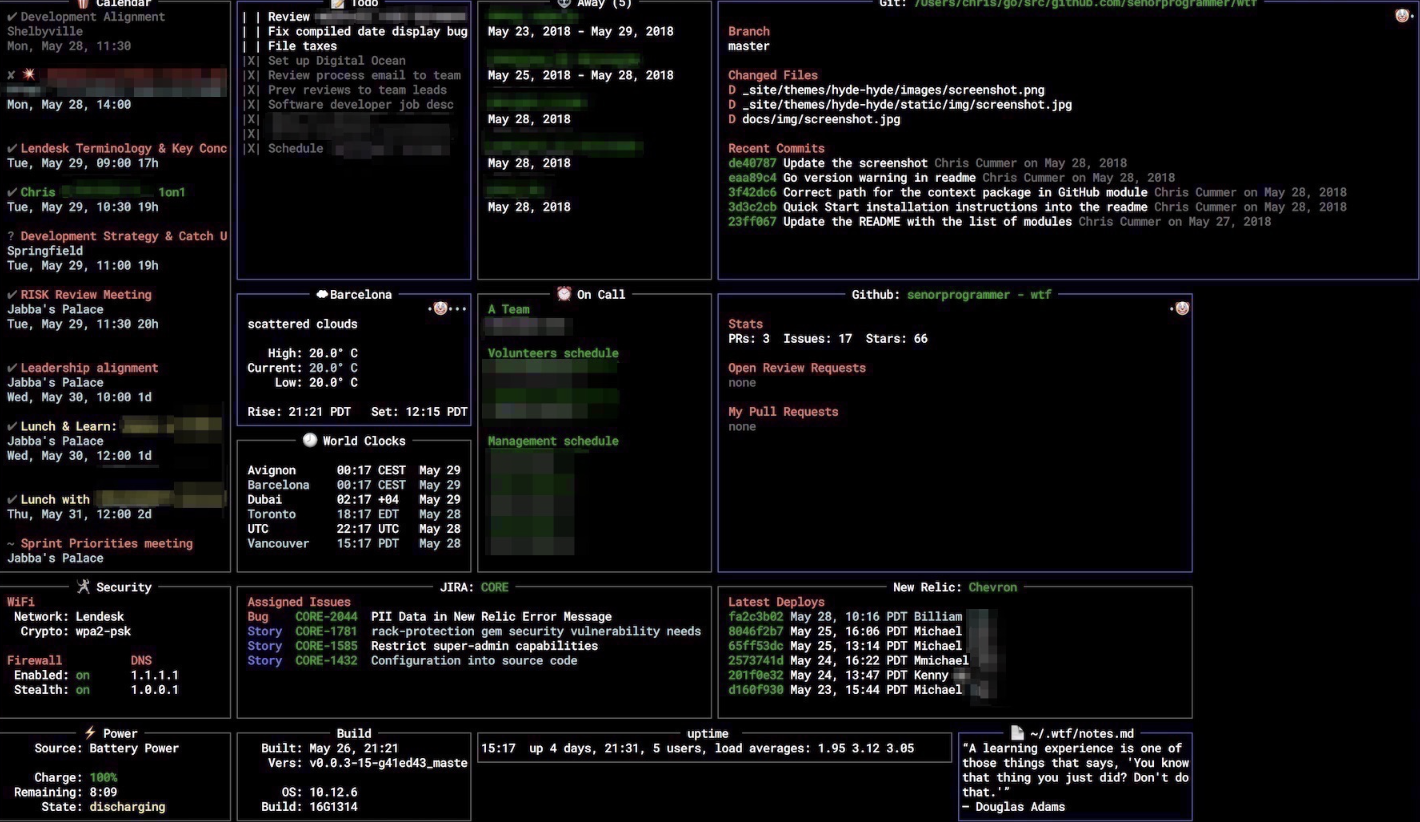 Calendar
Development Alignment
Shelbyville
Mon, May 28, 11:30
Mon, May 28, 14:00
Lendesk Terminology & Key Conc
Tue, May 29, 09:00 17h
Chris 1on1
Tue, May 29, 10:30 19h
? Development Strategy & Catch U
Springfield
Tue, May 29, 11:00 19h
RISK Review Meeting
Jabba's Palace
Tue, May 29, 11:30 20h
Leadership alignment
Jabba's Palace
Wed, May 30, 10:00 1d
Lunch & Learn:
Jabba's Palace
Wed, May 30, 12:00 1d
Lunch with
Thu, May 31, 12:00 2d
~ Sprint Priorities meeting
Jabba's Palace
Todo
| | Review
| | Fix compiled date display bug
| | File taxes
|X| Set up Digital Ocean
|X| Review process email to team
|X| Prev reviews to team leads
|X| Software developer job desc
|X|
|X|
|X| Schedule
Away (5)
May 23, 2018 - May 29, 2018
May 25, 2018 - May 28, 2018
May 28, 2018
May 28, 2018
May 28, 2018
Git: /Users/chris/go/src/github.com/senorprogrammer/wtf
Branch
master
Changed Files
D _site/themes/hyde-hyde/images/screenshot.png
D _site/themes/hyde-hyde/static/img/screenshot.jpg
D docs/img/screenshot.jpg
Recent Commits
de40787 Update the screenshot Chris Cummer on May 28, 2018
eaa89c4 Go version warning in readme Chris Cummer on May 28, 2018
3f42dc6 Correct path for the context package in GitHub module Chris Cummer on May 28, 2018
3d3c2cb Quick Start installation instructions into the readme Chris Cummer on May 28, 2018
23ff067 Update the README with the list of modules Chris Cummer on May 27, 2018
Barcelona
scattered clouds
High: 20.0° C
Current: 20.0° C
Low: 20.0° C
Rise: 21:21 PDT Set: 12:15 PDT
World Clocks
Avignon 00:17 CEST May 29
Barcelona 00:17 CEST May 29
Dubai 02:17 +04 May 29
Toronto 18:17 EDT May 28
UTC 22:17 UTC May 28
Vancouver 15:17 PDT May 28
On Call
A Team
Volunteers schedule
Management schedule
Github: senorprogrammer - wtf
Stats
PRs: 3 Issues: 17 Stars: 66
Open Review Requests
none
My Pull Requests
none
Security
WiFi
Network: Lendesk
Crypto: wpa2-psk
Firewall DNS
Enabled: on 1.1.1.1
Stealth: on 1.0.0.1
JIRA: CORE
Assigned Issues
Bug CORE-2044 PII Data in New Relic Error Message
Story CORE-1781 rack-protection gem security vulnerability needs
Story CORE-1585 Restrict super-admin capabilities
Story CORE-1432 Configuration into source code
New Relic: Chevron
Latest Deploys
fa2c3b02 May 28, 10:16 PDT Billiam
8046f2b7 May 25, 16:06 PDT Michael
65ff53dc May 25, 13:14 PDT Michael
2573741d May 24, 16:22 PDT Mmichael
201f0e32 May 24, 13:47 PDT Kenny
d160f930 May 23, 15:44 PDT Michael
Power
Source: Battery Power
Charge: 100%
Remaining: 8:09
State: discharging
Build
Built: May 26, 21:21
Vers: v0.0.3-15-g41ed43_maste
OS: 10.12.6
Build: 16G1314
uptime
15:17 up 4 days, 21:31, 5 users, load averages: 1.95 3.12 3.05
~/.wtf/notes.md
"A learning experience is one of
those things that says, 'You know
that thing you just did? Don't do
that.'"
— Douglas Adams